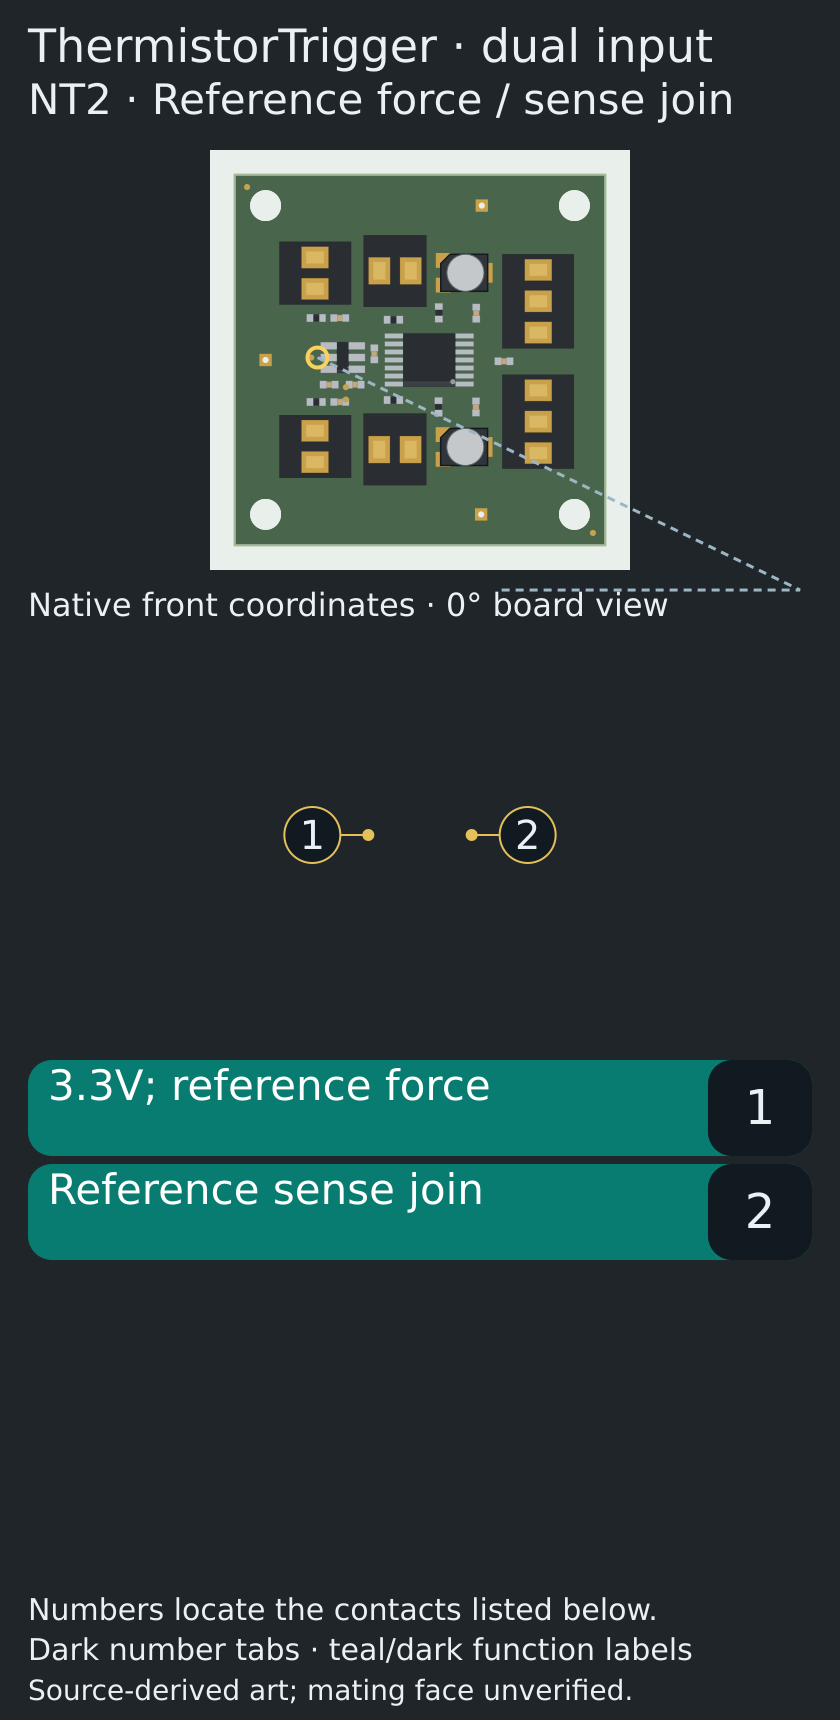 ThermistorTrigger · dual input
NT2 · Reference force / sense join
Native front coordinates · 0° board view
1
2
3.3V; reference force
1
Reference sense join
2
Numbers locate the contacts listed below.
Dark number tabs · teal/dark function labels
Source-derived art; mating face unverified.